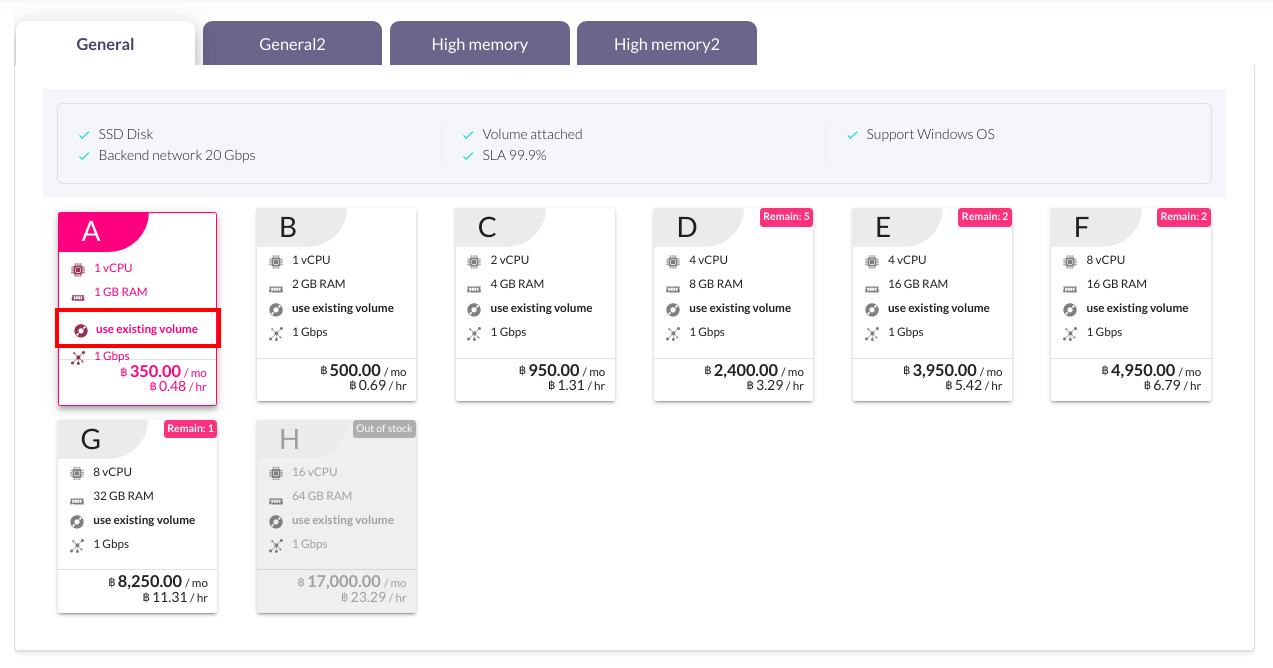 General
General2
High memory
High memory2
SSD Disk
Backend network 20 Gbps
Volume attached
SLA 99.9%
Support Windows OS
A
1 vCPU
1 GB RAM
use existing volume
1 Gbps
฿ 350.00 / mo
฿ 0.48 / hr
B
1 vCPU
2 GB RAM
use existing volume
1 Gbps
฿ 500.00 / mo
฿ 0.69 / hr
C
2 vCPU
4 GB RAM
use existing volume
1 Gbps
฿ 950.00 / mo
฿ 1.31 / hr
D
Remain: 5
4 vCPU
8 GB RAM
use existing volume
1 Gbps
฿ 2,400.00 / mo
฿ 3.29 / hr
E
Remain: 2
4 vCPU
16 GB RAM
use existing volume
1 Gbps
฿ 3,950.00 / mo
฿ 5.42 / hr
F
Remain: 2
8 vCPU
16 GB RAM
use existing volume
1 Gbps
฿ 4,950.00 / mo
฿ 6.79 / hr
G
Remain: 1
8 vCPU
32 GB RAM
use existing volume
1 Gbps
฿ 8,250.00 / mo
฿ 11.31 / hr
H
Out of stock
16 vCPU
64 GB RAM
use existing volume
1 Gbps
฿ 17,000.00 / mo
฿ 23.29 / hr